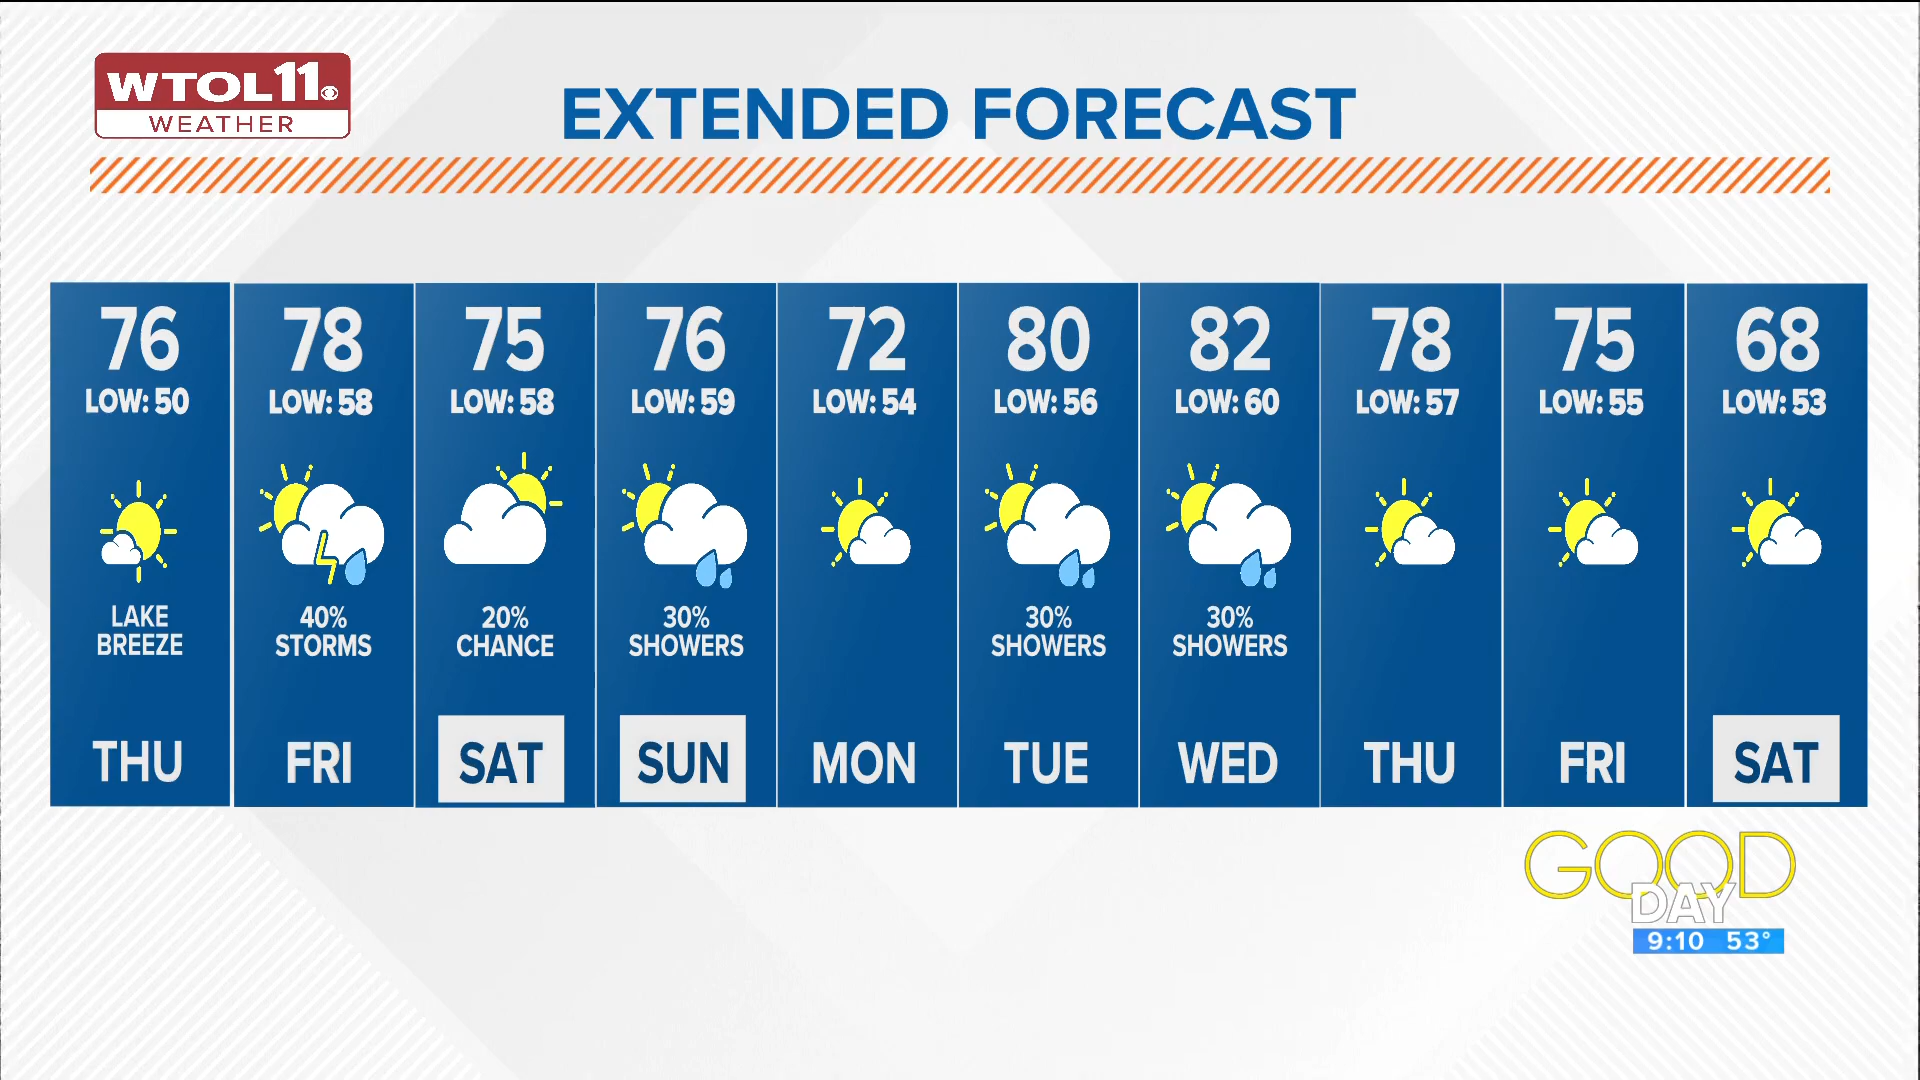 WTOL11
WEATHER
EXTENDED FORECAST
76
LOW: 50
LAKE
BREEZE
THU
78
LOW: 58
40%
STORMS
FRI
75
LOW: 58
20%
CHANCE
SAT
76
LOW: 59
30%
SHOWERS
SUN
72
LOW: 54
MON
80
LOW: 56
30%
SHOWERS
TUE
82
LOW: 60
30%
SHOWERS
WED
78
LOW: 57
THU
75
LOW: 55
FRI
68
LOW: 53
SAT
GOOD
DAY
9:10 53°